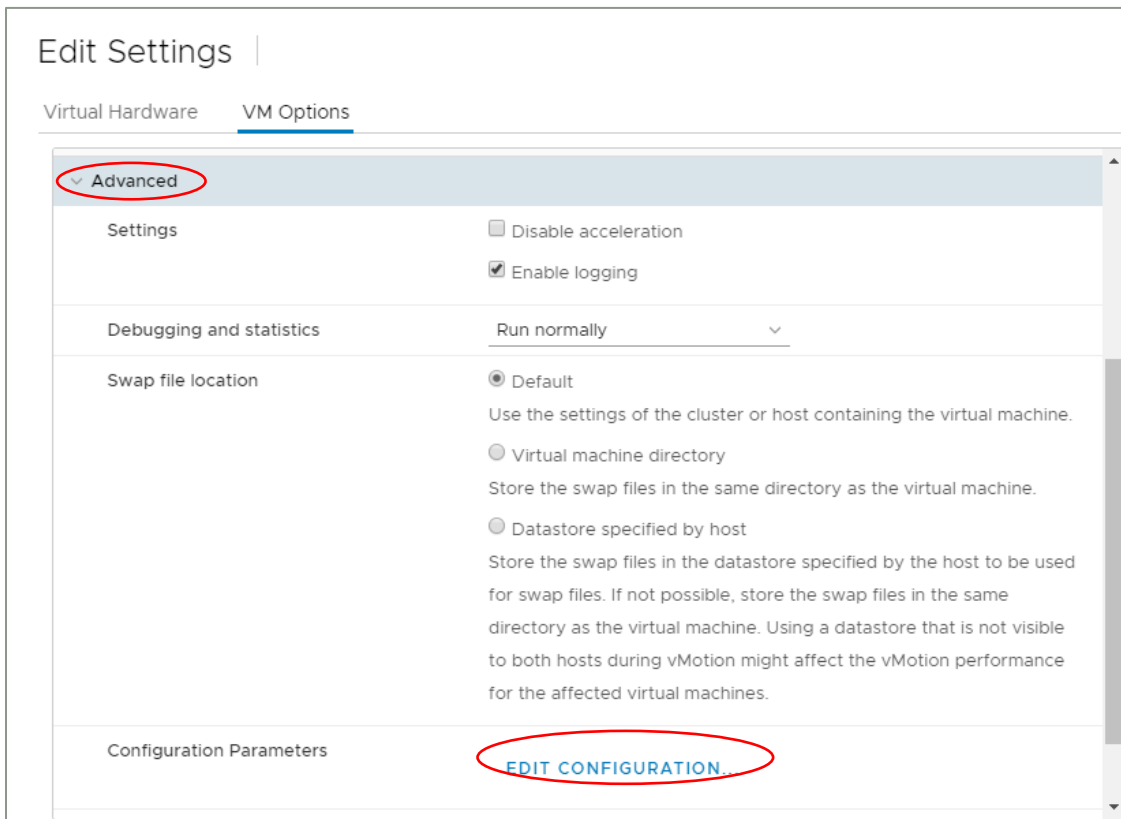 Edit Settings
Virtual Hardware VM Options
Advanced
Settings Disable acceleration
Enable logging
Debugging and statistics Run normally
Swap file location Default
Use the settings of the cluster or host containing the virtual machine.
Virtual machine directory
Store the swap files in the same directory as the virtual machine.
Datastore specified by host
Store the swap files in the datastore specified by the host to be used
for swap files. If not possible, store the swap files in the same
directory as the virtual machine. Using a datastore that is not visible
to both hosts during vMotion might affect the vMotion performance
for the affected virtual machines.
Configuration Parameters EDIT CONFIGURATION...